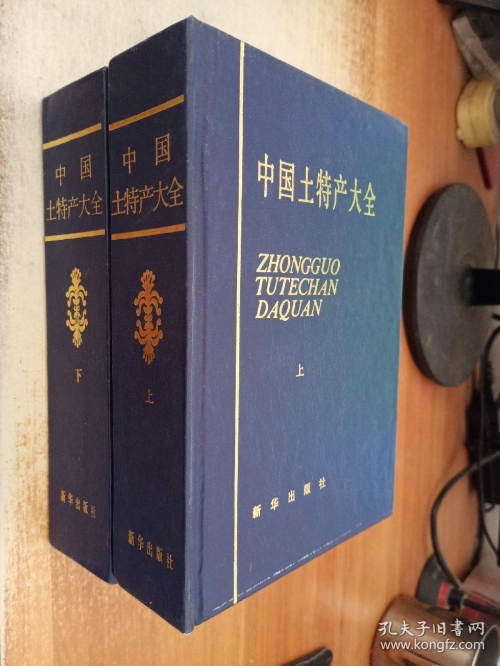 中国
土特产大全
下
新华出版社
中国
土特产大全
上
新华出版社
中国土特产大全
ZHONGGUO
TUTECHAN
DAQUAN
上
新华出版社
孔夫子旧书网
www.kongfz.com